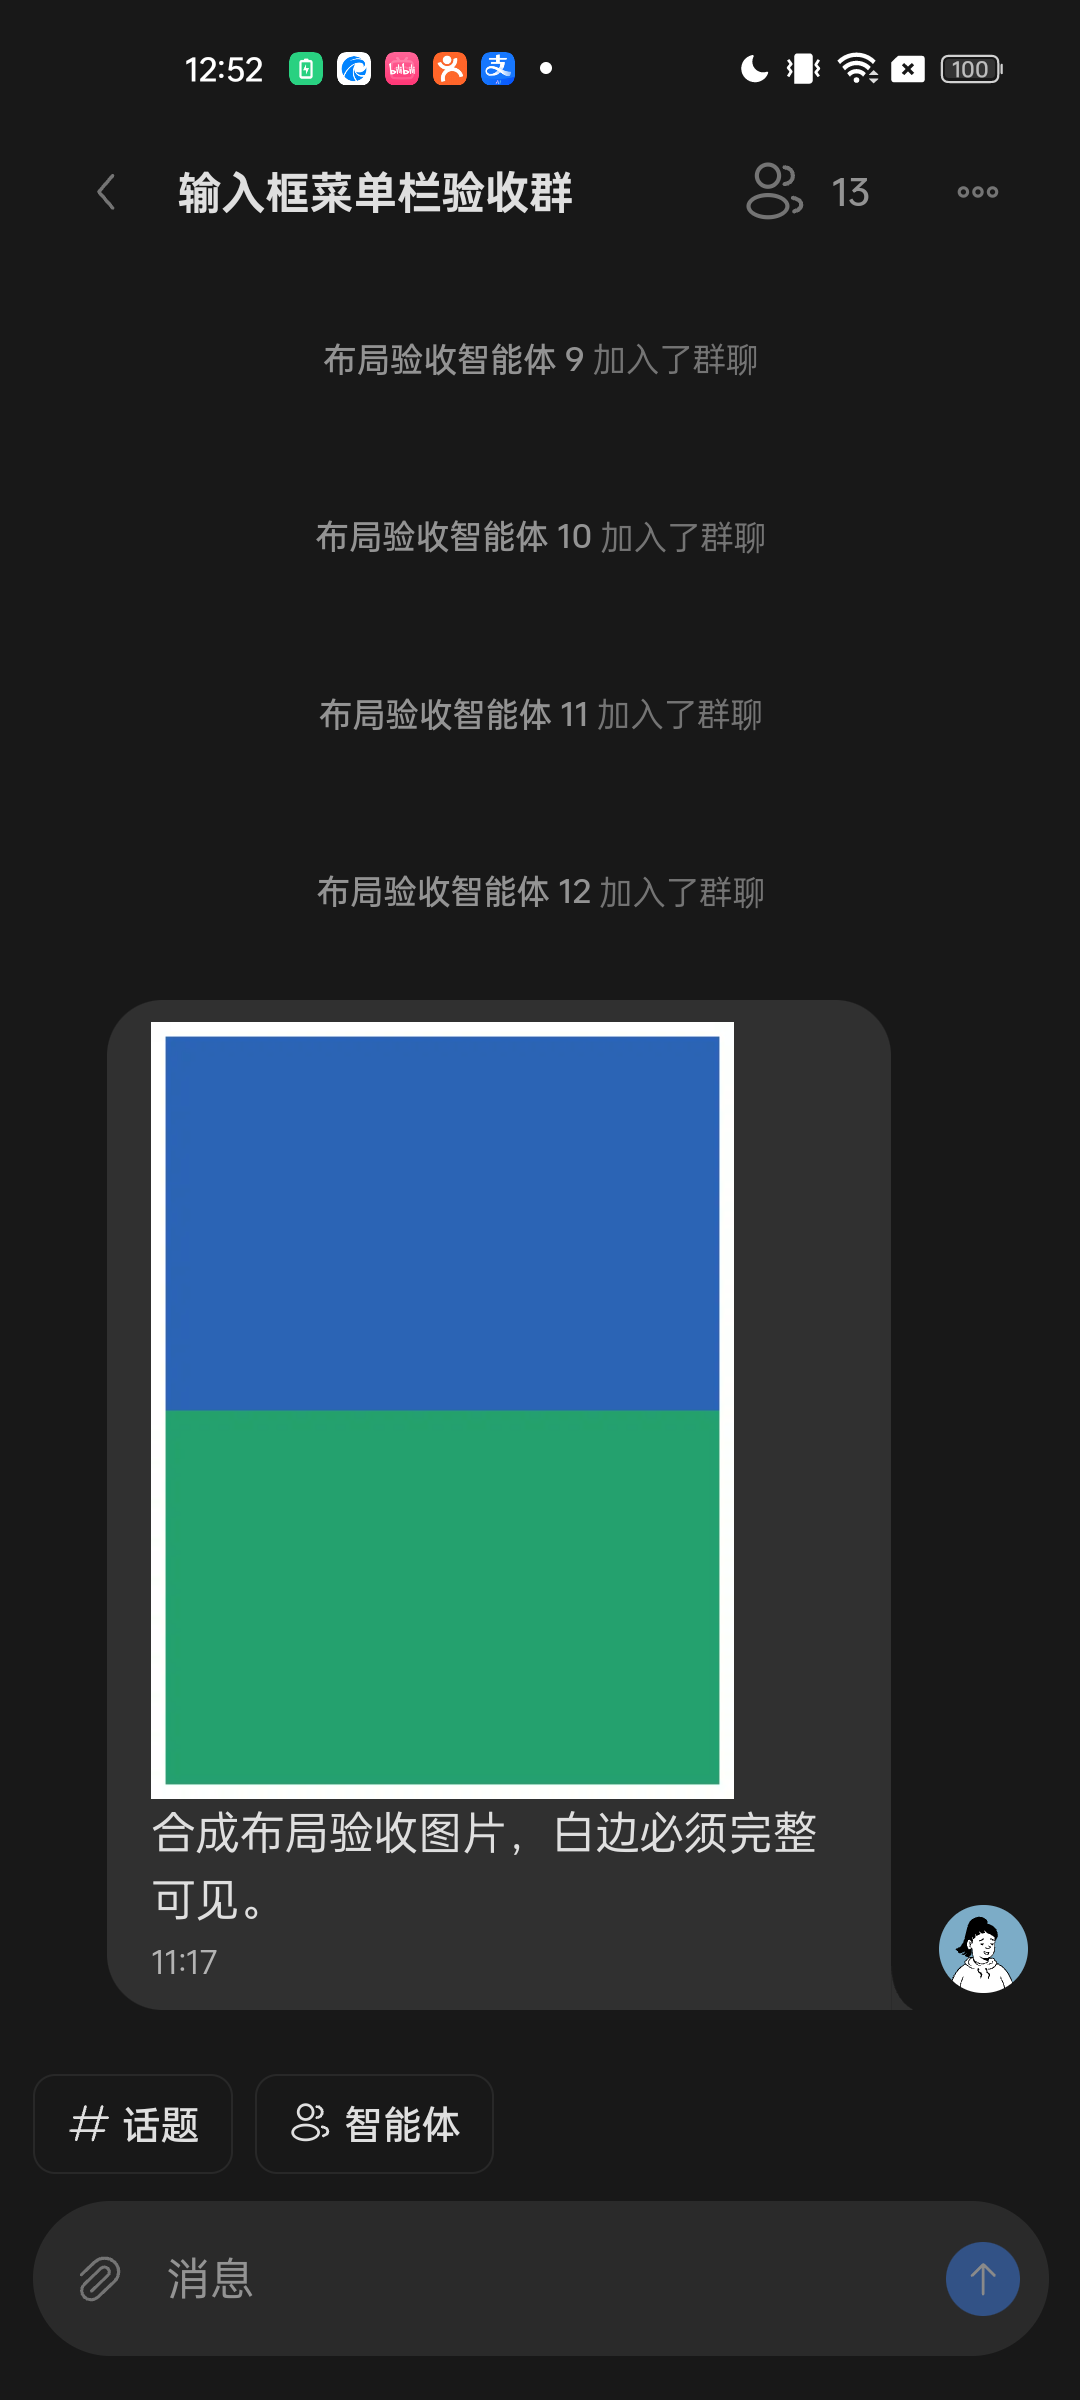 12:52
bilibili
支
100
输入框菜单栏验收群
13
布局验收智能体 9 加入了群聊
布局验收智能体 10 加入了群聊
布局验收智能体 11 加入了群聊
布局验收智能体 12 加入了群聊
合成布局验收图片，白边必须完整
可见。
11:17
话题
智能体
消息